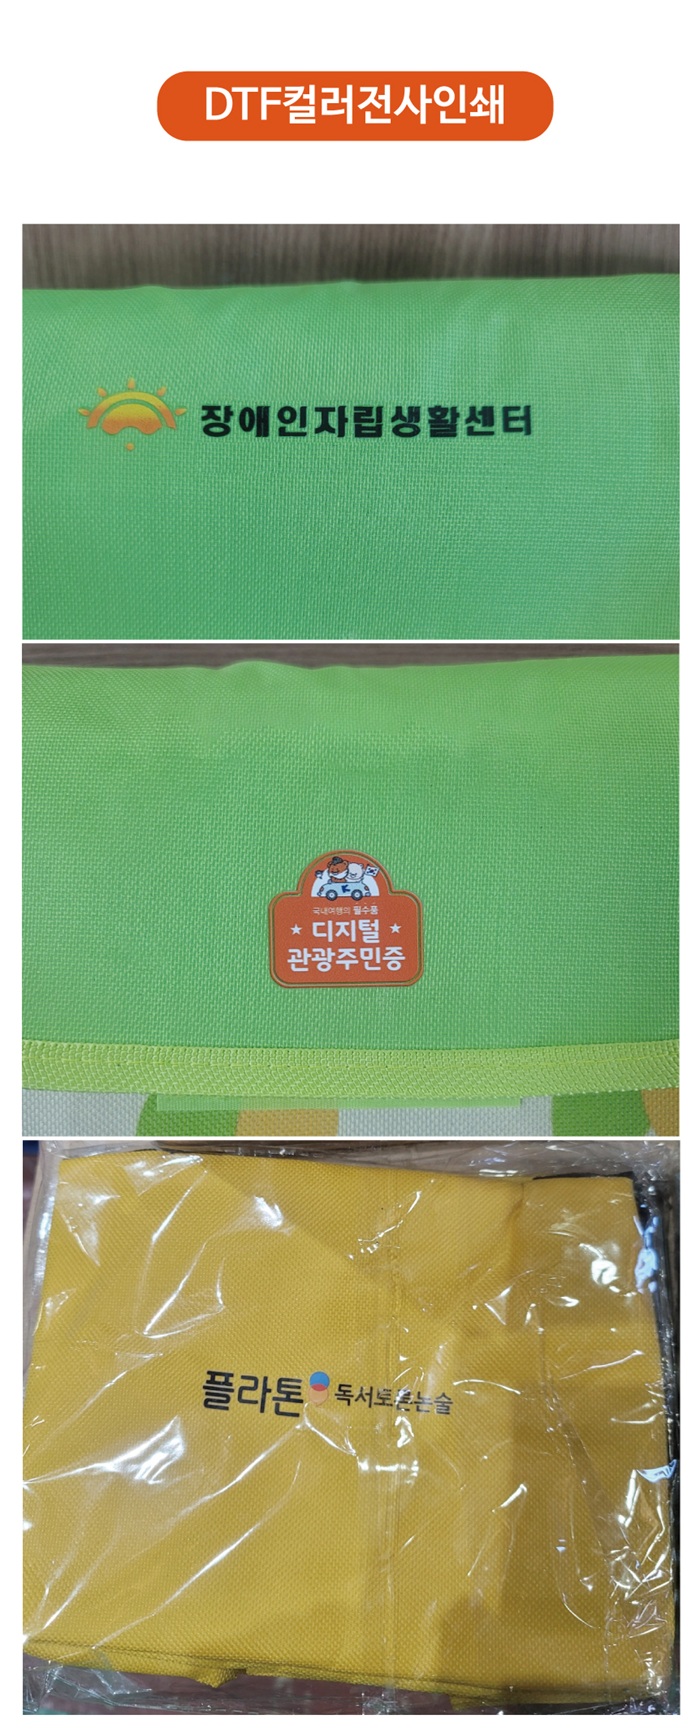 DTF컬러전사인쇄
장애인자립생활센터
국내여행의 필수품
디지털
관광주민증
플라톤 독서토론논술